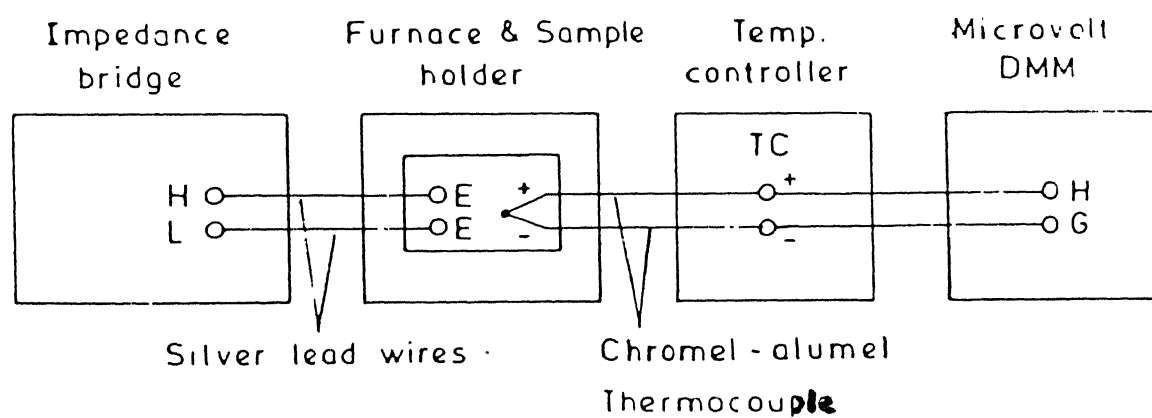 Impedance
bridge
Furnace & Sample
holder
Temp.
controller
Microvolt
DMM
TC
H
E
+
+
H
L
E
-
-
G
Silver lead wires
Chromel - alumel
Thermocouple